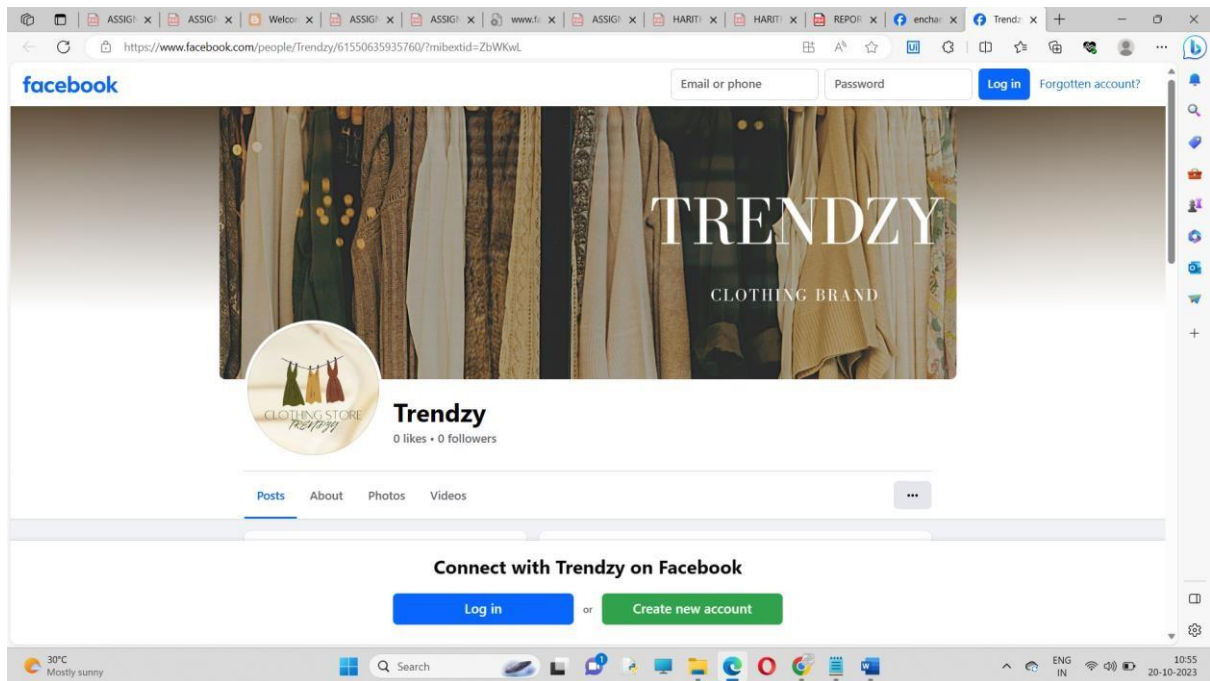 ASSIGN
ASSIGN
Welcor
ASSIGN
ASSIGN
www.fa
ASSIGN
HARITH
HARITH
REPOR
enchan
Trendz
https://www.facebook.com/people/Trendzy/61550635935760/?mibextid=ZbWKwL
facebook
Email or phone
Password
Log in
Forgotten account?
TRENDZY
CLOTHING BRAND
CLOTHING STORE
TRENDZY
Trendzy
0 likes • 0 followers
Posts
About
Photos
Videos
Connect with Trendzy on Facebook
Log in
or
Create new account
30°C
Mostly sunny
Search
ENG
IN
10:55
20-10-2023